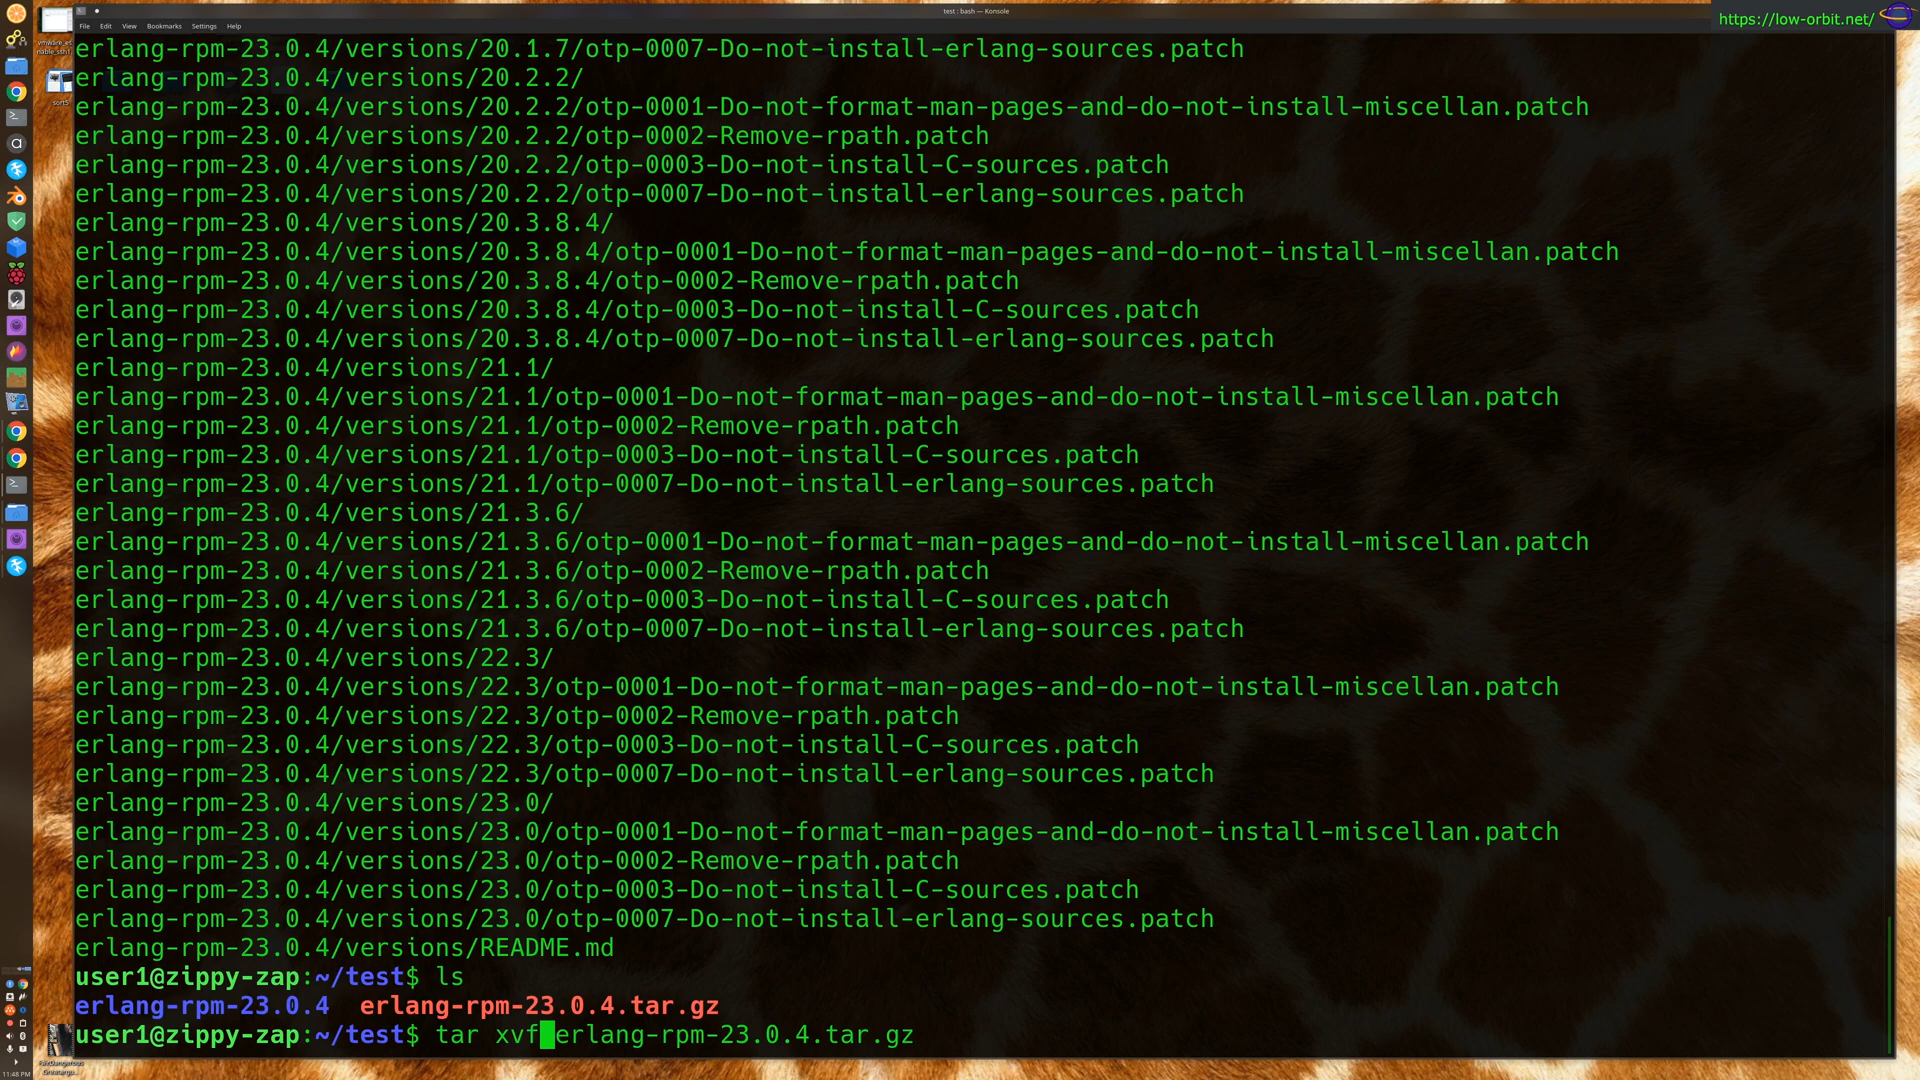 test : bash — Konsole
https://low-orbit.net/
File Edit View Bookmarks Settings Help
erlang-rpm-23.0.4/versions/20.1.7/otp-0007-Do-not-install-erlang-sources.patch
erlang-rpm-23.0.4/versions/20.2.2/
erlang-rpm-23.0.4/versions/20.2.2/otp-0001-Do-not-format-man-pages-and-do-not-install-miscellan.patch
erlang-rpm-23.0.4/versions/20.2.2/otp-0002-Remove-rpath.patch
erlang-rpm-23.0.4/versions/20.2.2/otp-0003-Do-not-install-C-sources.patch
erlang-rpm-23.0.4/versions/20.2.2/otp-0007-Do-not-install-erlang-sources.patch
erlang-rpm-23.0.4/versions/20.3.8.4/
erlang-rpm-23.0.4/versions/20.3.8.4/otp-0001-Do-not-format-man-pages-and-do-not-install-miscellan.patch
erlang-rpm-23.0.4/versions/20.3.8.4/otp-0002-Remove-rpath.patch
erlang-rpm-23.0.4/versions/20.3.8.4/otp-0003-Do-not-install-C-sources.patch
erlang-rpm-23.0.4/versions/20.3.8.4/otp-0007-Do-not-install-erlang-sources.patch
erlang-rpm-23.0.4/versions/21.1/
erlang-rpm-23.0.4/versions/21.1/otp-0001-Do-not-format-man-pages-and-do-not-install-miscellan.patch
erlang-rpm-23.0.4/versions/21.1/otp-0002-Remove-rpath.patch
erlang-rpm-23.0.4/versions/21.1/otp-0003-Do-not-install-C-sources.patch
erlang-rpm-23.0.4/versions/21.1/otp-0007-Do-not-install-erlang-sources.patch
erlang-rpm-23.0.4/versions/21.3.6/
erlang-rpm-23.0.4/versions/21.3.6/otp-0001-Do-not-format-man-pages-and-do-not-install-miscellan.patch
erlang-rpm-23.0.4/versions/21.3.6/otp-0002-Remove-rpath.patch
erlang-rpm-23.0.4/versions/21.3.6/otp-0003-Do-not-install-C-sources.patch
erlang-rpm-23.0.4/versions/21.3.6/otp-0007-Do-not-install-erlang-sources.patch
erlang-rpm-23.0.4/versions/22.3/
erlang-rpm-23.0.4/versions/22.3/otp-0001-Do-not-format-man-pages-and-do-not-install-miscellan.patch
erlang-rpm-23.0.4/versions/22.3/otp-0002-Remove-rpath.patch
erlang-rpm-23.0.4/versions/22.3/otp-0003-Do-not-install-C-sources.patch
erlang-rpm-23.0.4/versions/22.3/otp-0007-Do-not-install-erlang-sources.patch
erlang-rpm-23.0.4/versions/23.0/
erlang-rpm-23.0.4/versions/23.0/otp-0001-Do-not-format-man-pages-and-do-not-install-miscellan.patch
erlang-rpm-23.0.4/versions/23.0/otp-0002-Remove-rpath.patch
erlang-rpm-23.0.4/versions/23.0/otp-0003-Do-not-install-C-sources.patch
erlang-rpm-23.0.4/versions/23.0/otp-0007-Do-not-install-erlang-sources.patch
erlang-rpm-23.0.4/versions/README.md
user1@zippy-zap:~/test$ ls
erlang-rpm-23.0.4 erlang-rpm-23.0.4.tar.gz
user1@zippy-zap:~/test$ tar xvf erlang-rpm-23.0.4.tar.gz
11:48 PM